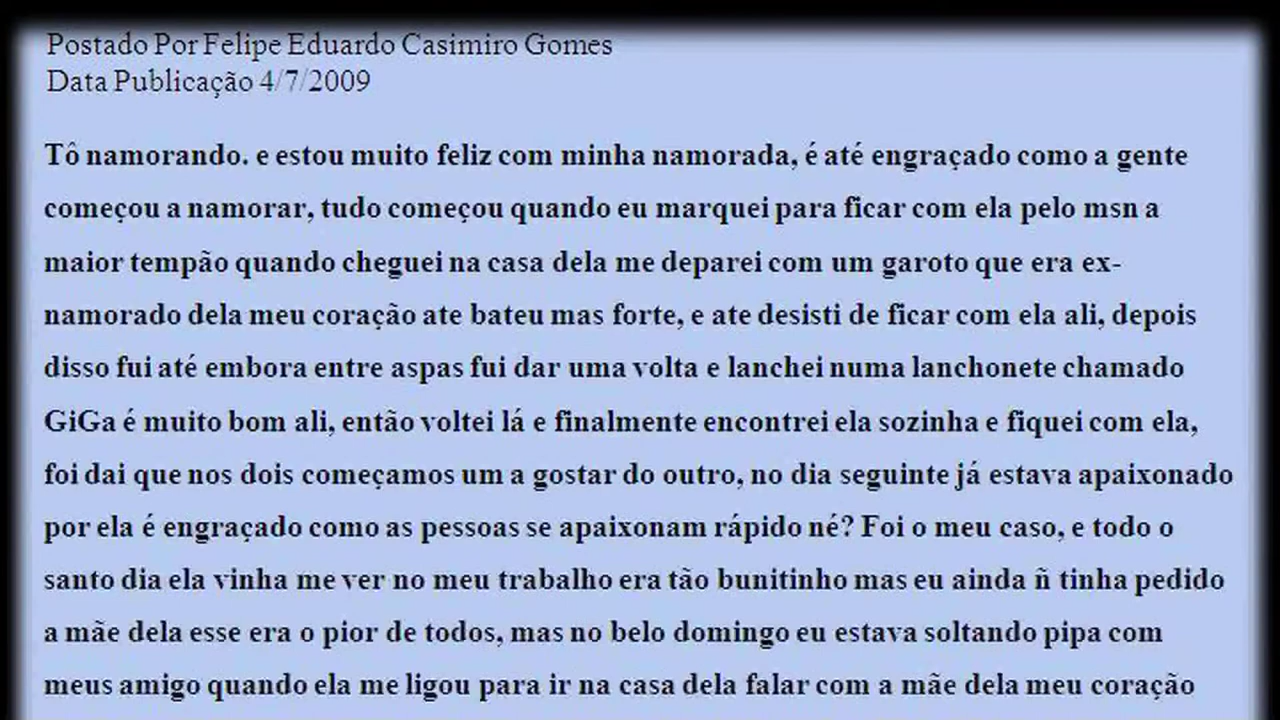 Postado Por Felipe Eduardo Casimiro Gomes
Data Publicação 4/7/2009
Tô namorando. e estou muito feliz com minha namorada, é até engraçado como a gente
começou a namorar, tudo começou quando eu marquei para ficar com ela pelo msn a
maior tempão quando cheguei na casa dela me deparei com um garoto que era ex-
namorado dela meu coração ate bateu mas forte, e ate desisti de ficar com ela ali, depois
disso fui até embora entre aspas fui dar uma volta e lanchei numa lanchonete chamado
GiGa é muito bom ali, então voltei lá e finalmente encontrei ela sozinha e fiquei com ela,
foi dai que nos dois começamos um a gostar do outro, no dia seguinte já estava apaixonado
por ela é engraçado como as pessoas se apaixonam rápido né? Foi o meu caso, e todo o
santo dia ela vinha me ver no meu trabalho era tão bunitinho mas eu ainda ñ tinha pedido
a mãe dela esse era o pior de todos, mas no belo domingo eu estava soltando pipa com
meus amigo quando ela me ligou para ir na casa dela falar com a mãe dela meu coração